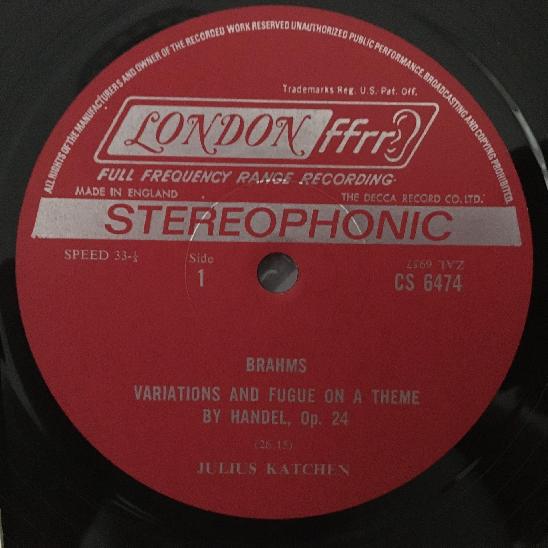 ALL RIGHTS OF THE MANUFACTURERS AND OWNER OF THE RECORDED WORK RESERVED UNAUTHORIZED PUBLIC PERFORMANCE, BROADCASTING AND COPYING PROHIBITED.
Trademarks Reg. U.S. Pat. Off.
LONDON ffrr
FULL FREQUENCY RANGE RECORDING
MADE IN ENGLAND THE DECCA RECORD CO. LTD.
STEREOPHONIC
SPEED 33-⅓ Side ZAL 6957
1 CS 6474
BRAHMS
VARIATIONS AND FUGUE ON A THEME
BY HANDEL, Op. 24
(26.15)
JULIUS KATCHEN